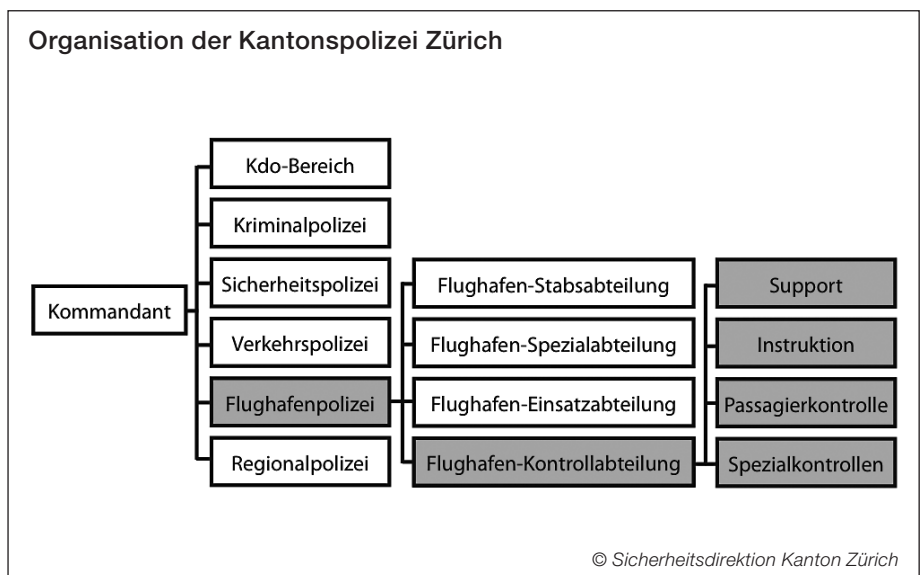 Organisation der Kantonspolizei Zürich
Kommandant
Kdo-Bereich
Kriminalpolizei
Sicherheitspolizei
Verkehrspolizei
Flughafenpolizei
Regionalpolizei
Flughafen-Stabsabteilung
Flughafen-Spezialabteilung
Flughafen-Einsatzabteilung
Flughafen-Kontrollabteilung
Support
Instruktion
Passagierkontrolle
Spezialkontrollen
© Sicherheitsdirektion Kanton Zürich